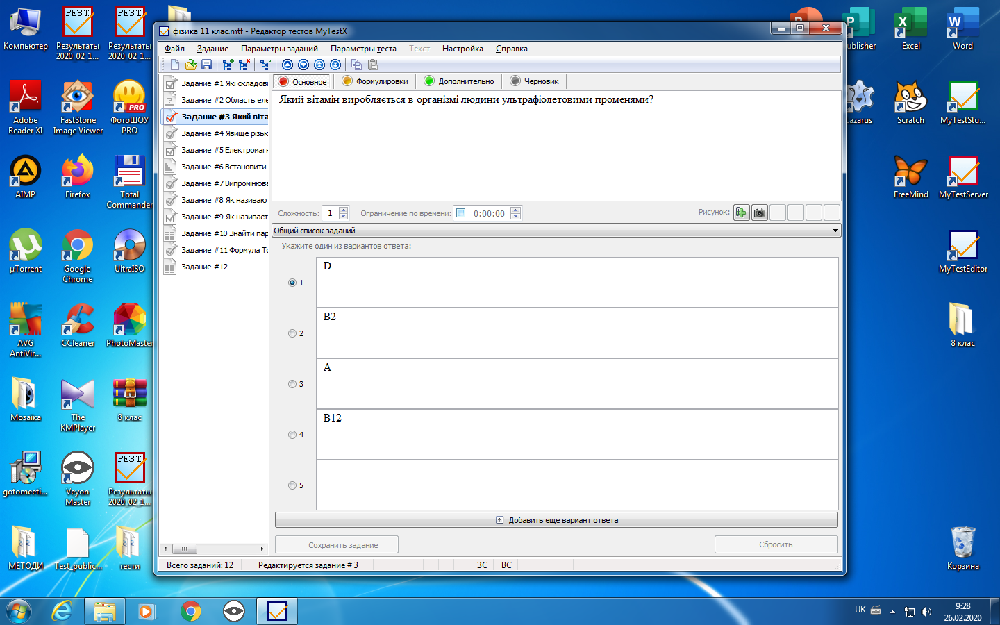 Компьютер
Результаты
2020_02_1...
Результаты
2020_02_1...
Adobe
Reader XI
FastStone
Image Viewer
ФотоШОУ
PRO
PRO
AIMP
Firefox
Total
Commander
µTorrent
Google
Chrome
UltraISO
AVG
AntiVir...
CCleaner
PhotoMaster
Мозаїка
The
KMPlayer
8 клас
gotomeeti...
Veyon
Master
Результаты
2020_02_1...
МЕТОДИ
Test_public...
тести
РЕЗ.Т.
РЕЗ.Т.
РЕЗ.Т.
фізика 11 клас.mtf - Редактор тестов MyTestX
Файл Задание Параметры заданий Параметры теста Текст Настройка Справка
Задание #1 Які складові
Задание #2 Область еле
Задание #3 Який віта
Задание #4 Явище різьк
Задание #5 Електромагн
Задание #6 Встановити
Задание #7 Випромінюва
Задание #8 Як називают
Задание #9 Як називает
Задание #10 Знайти пар
Задание #11 Формула То
Задание #12
Основное Формулировки Дополнительно Черновик
Який вітамін виробляється в організмі людини ультрафіолетовими променями?
Сложность: 1 Ограничение по времени: 0:00:00 Рисунок:
Общий список заданий
Укажите один из вариантов ответа:
1 D
2 B2
3 A
4 B12
5
Добавить еще вариант ответа
Сохранить задание Сбросить
Всего заданий: 12 Редактируется задание # 3 ЗС ВС
ublisher
Excel
Word
azarus
Scratch
MyTestStu...
FreeMind
MyTestServer
MyTestEditor
8 клас
Корзина
UK
9:28
26.02.2020